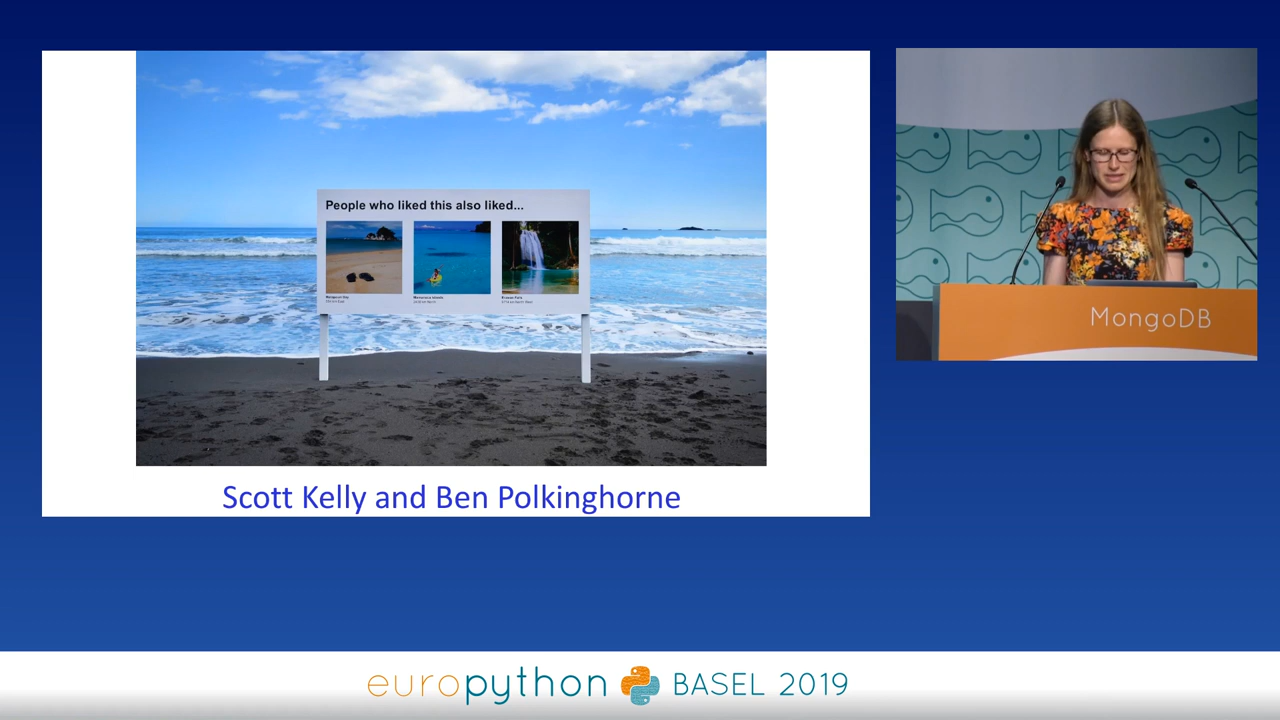 People who liked this also liked...
Scott Kelly and Ben Polkinghorne
MongoDB
europython BASEL 2019